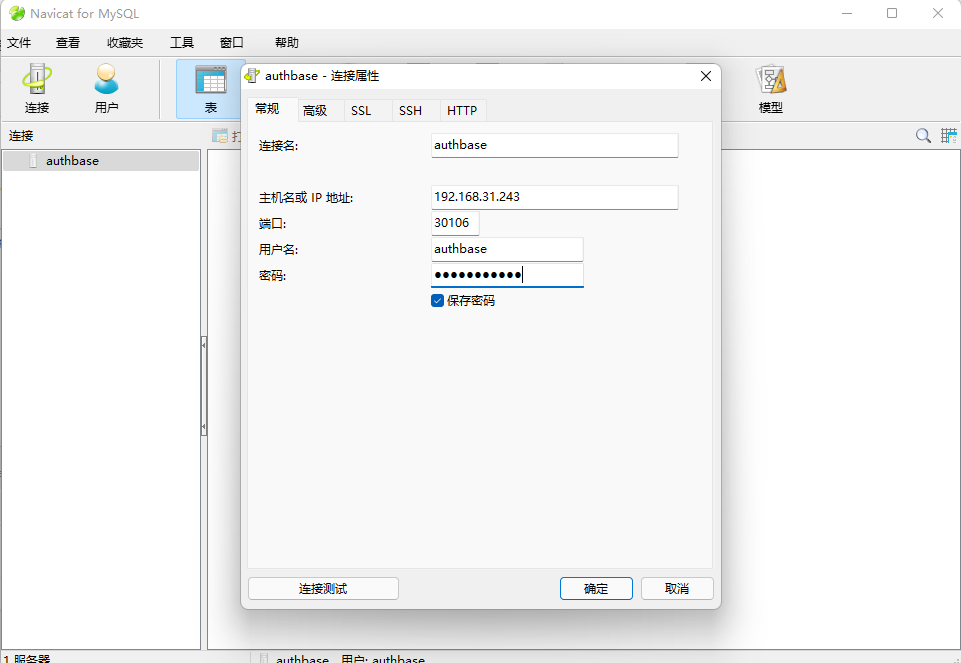 Navicat for MySQL
文件 查看 收藏夹 工具 窗口 帮助
连接 用户 表 模型
连接
authbase
authbase - 连接属性
常规 高级 SSL SSH HTTP
连接名: authbase
主机名或 IP 地址: 192.168.31.243
端口: 30106
用户名: authbase
密码: ●●●●●●●●●●●
保存密码
连接测试 确定 取消
1 服务器 authbase 用户: authbase